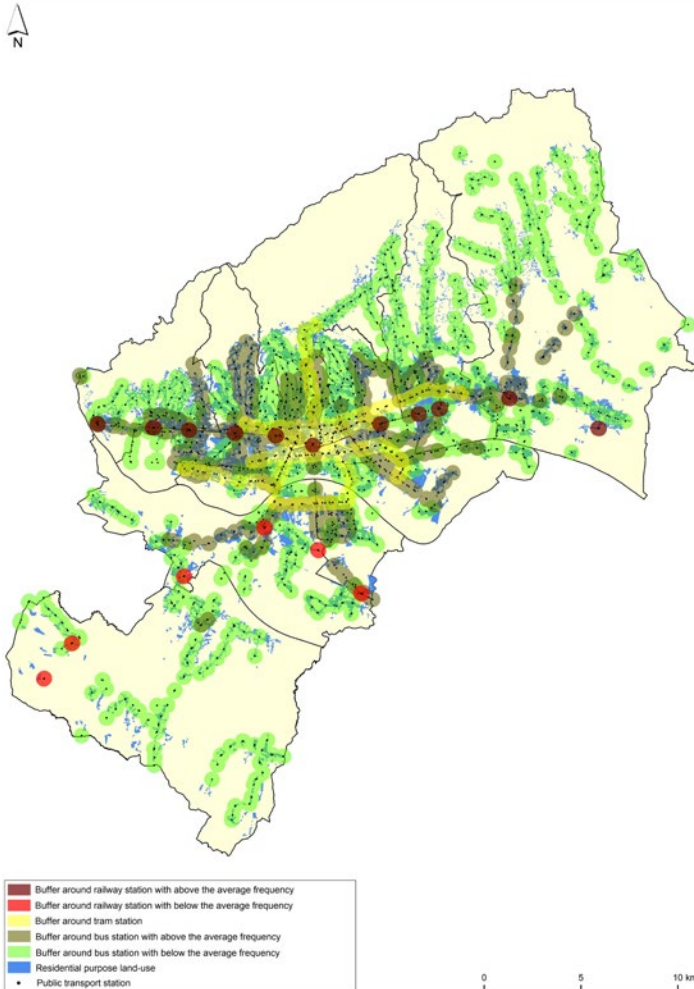 N
Buffer around railway station with above the average frequency
Buffer around railway station with below the average frequency
Buffer around tram station
Buffer around bus station with above the average frequency
Buffer around bus station with below the average frequency
Residential purpose land-use
Public transport station
0 5 10 km